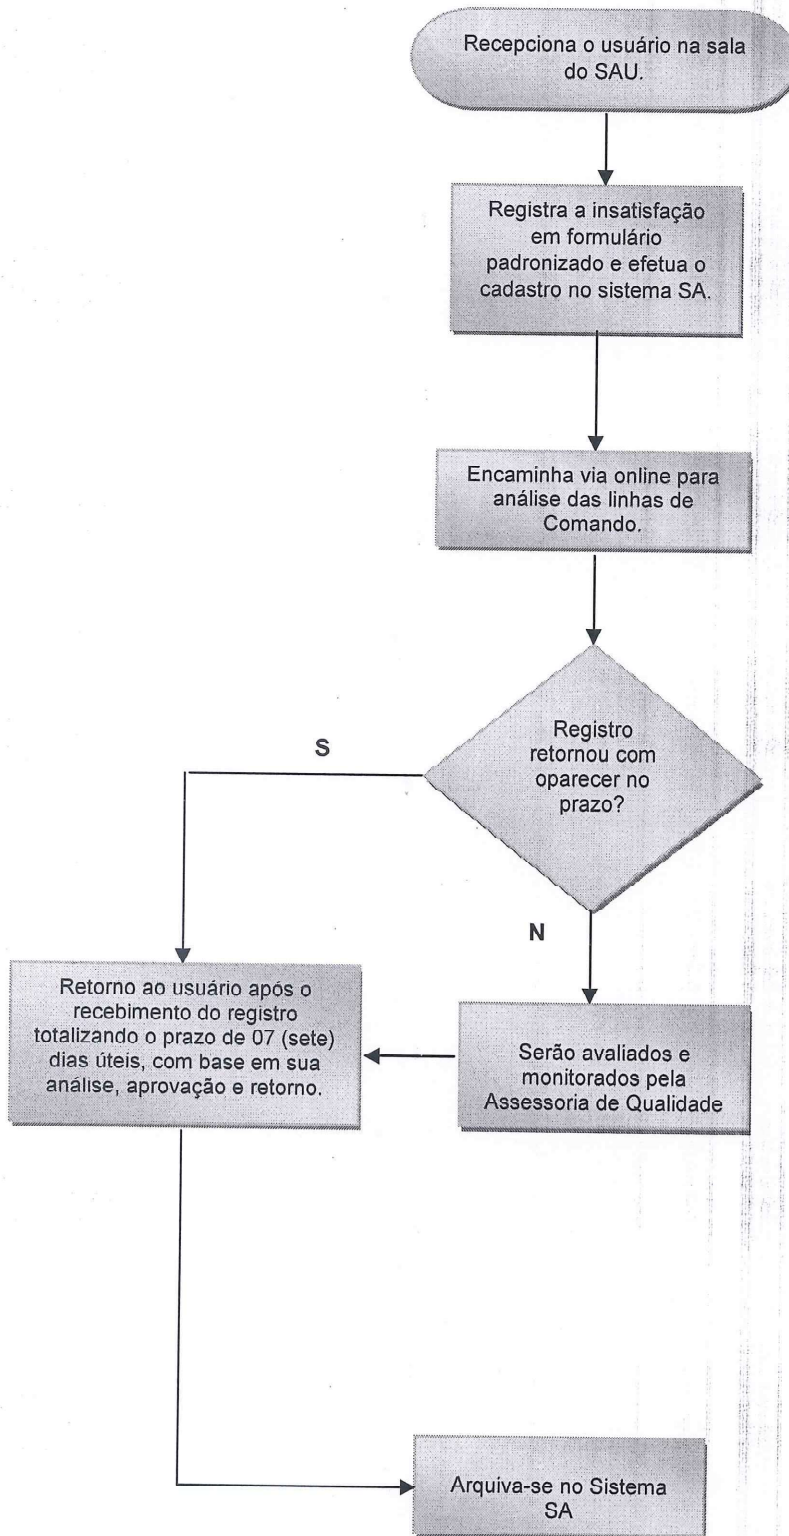 Recepciona o usuário na sala
do SAU.
Registra a insatisfação
em formulário
padronizado e efetua o
cadastro no sistema SA.
Encaminha via online para
análise das linhas de
Comando.
Registro
retornou com
oparecer no
prazo?
S
N
Retorno ao usuário após o
recebimento do registro
totalizando o prazo de 07 (sete)
dias úteis, com base em sua
análise, aprovação e retorno.
Serão avaliados e
monitorados pela
Assessoria de Qualidade
Arquiva-se no Sistema
SA